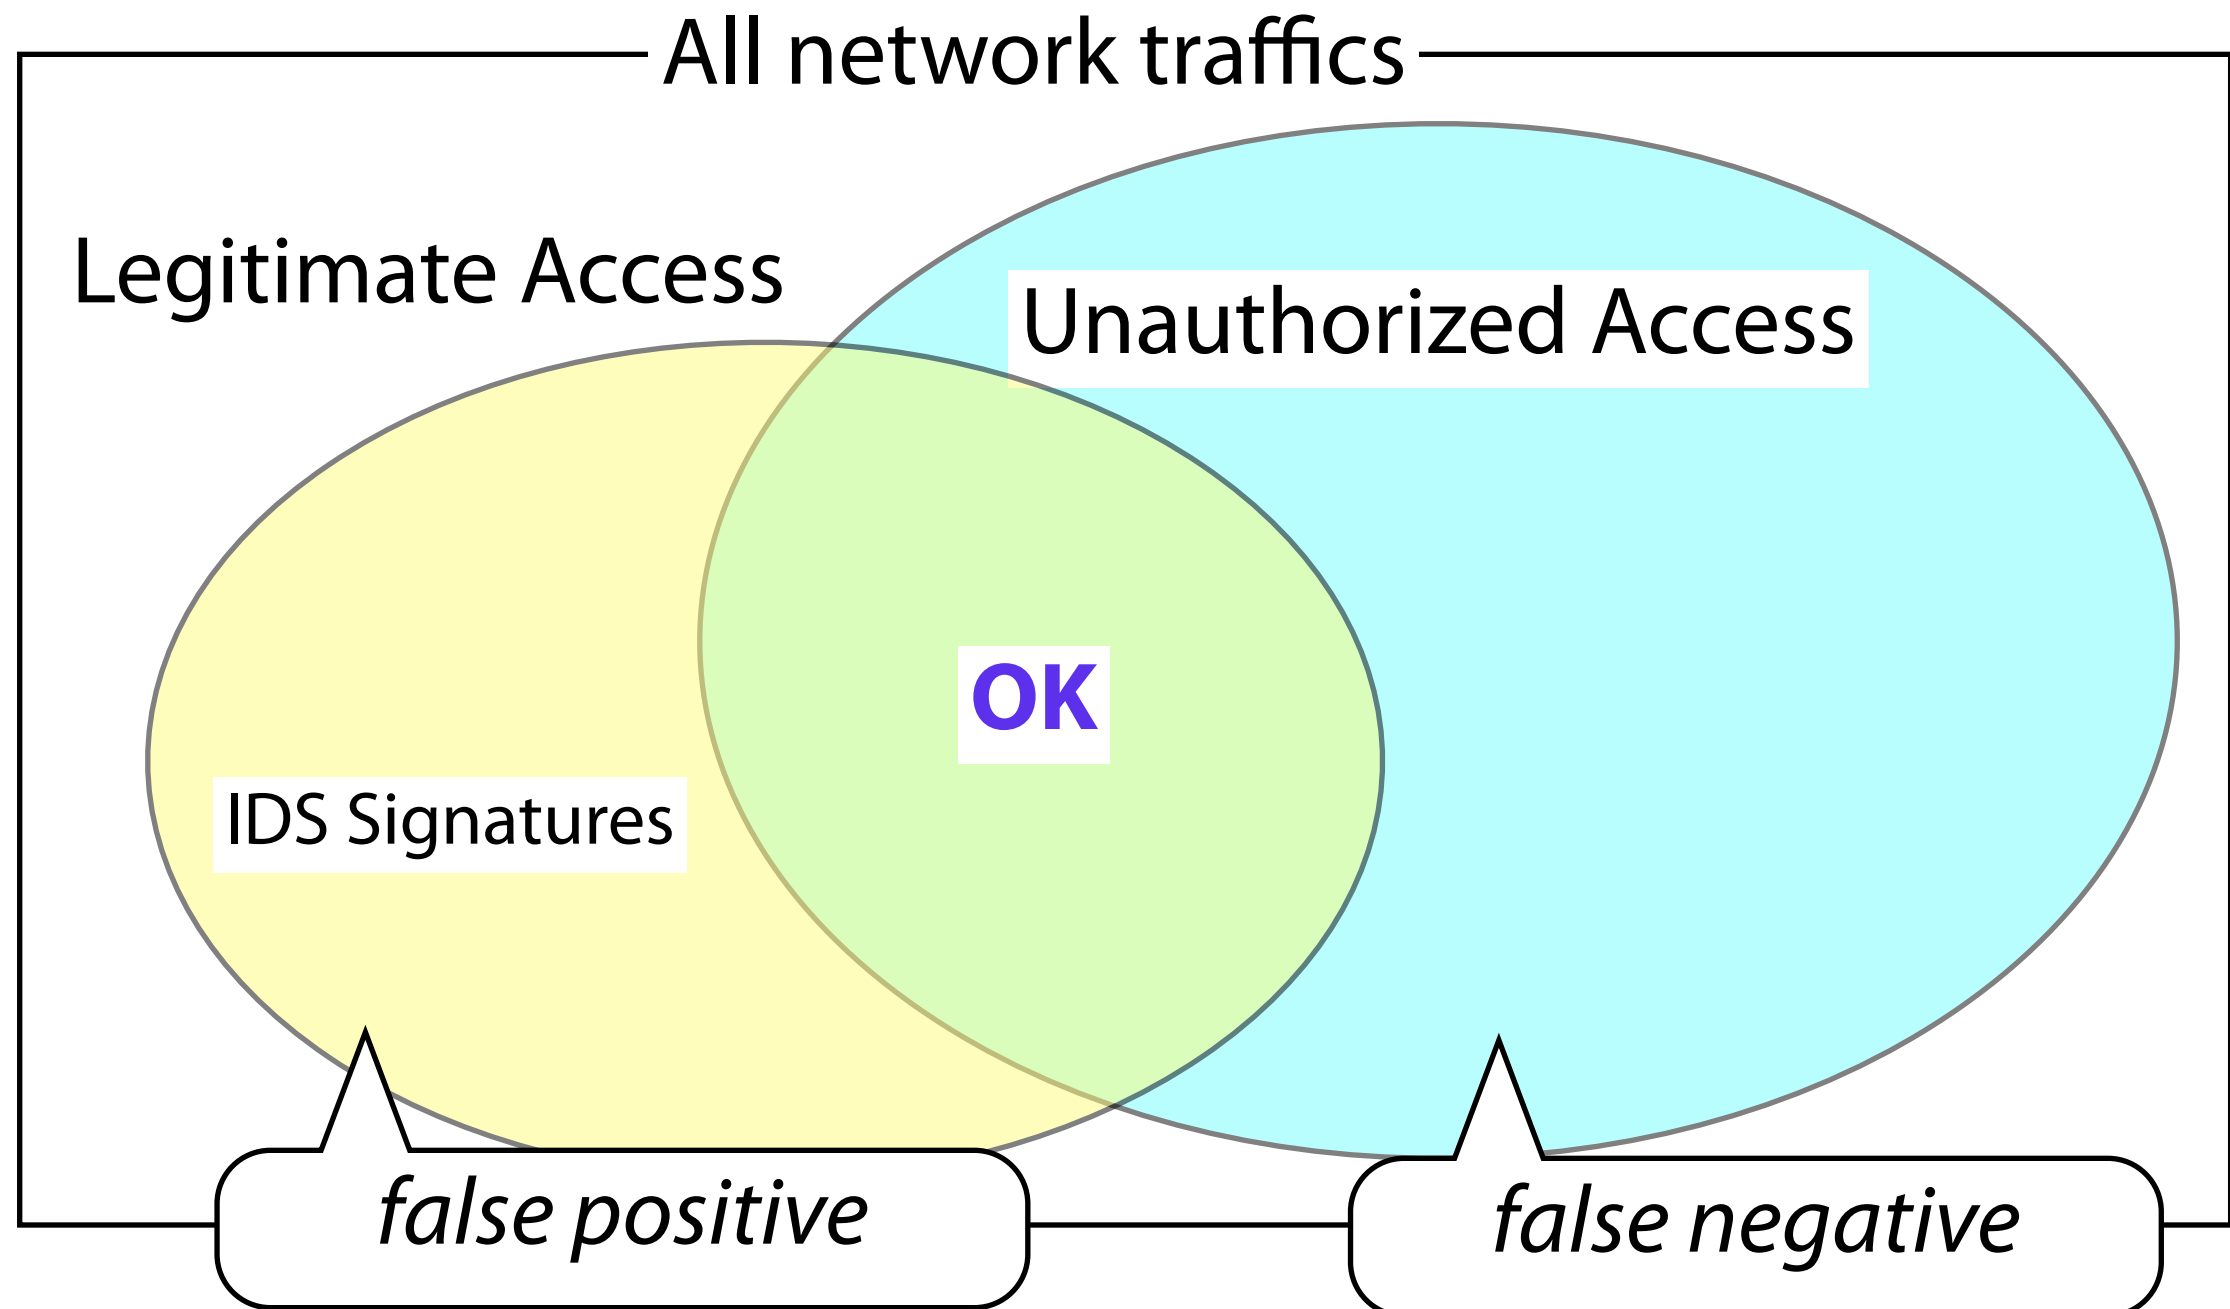 All network traffics
Legitimate Access
Unauthorized Access
OK
IDS Signatures
false positive
false negative